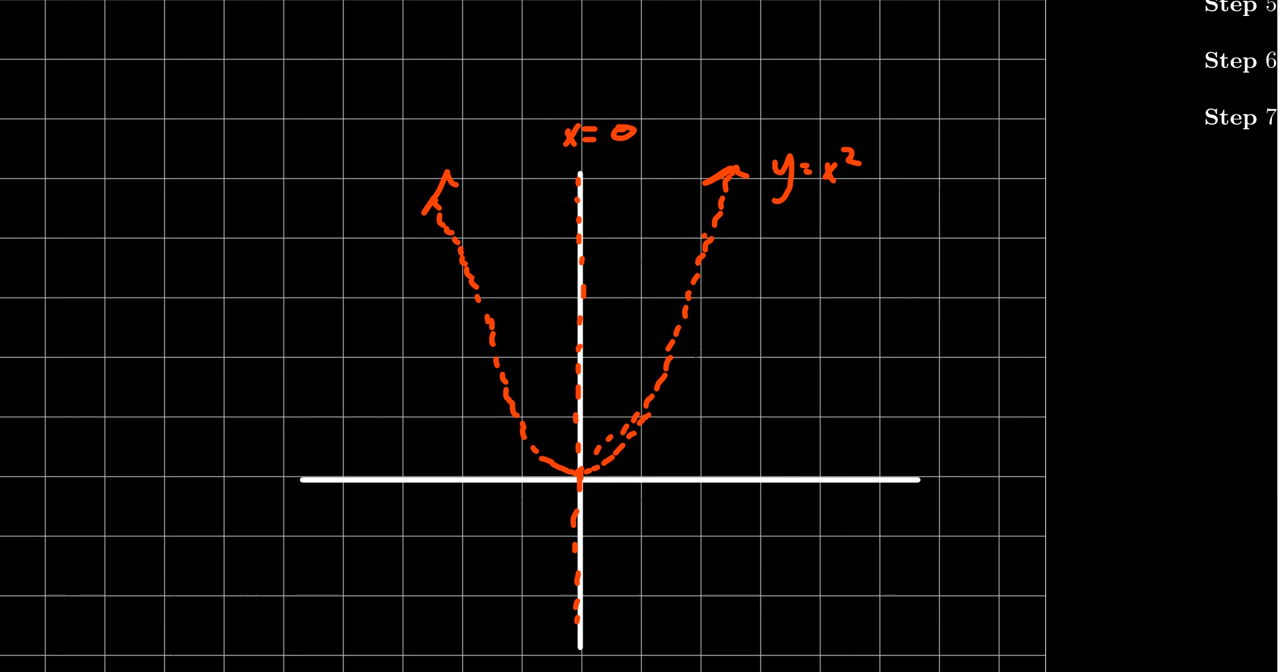 Step 5
Step 6
Step 7
x = 0
y = x²